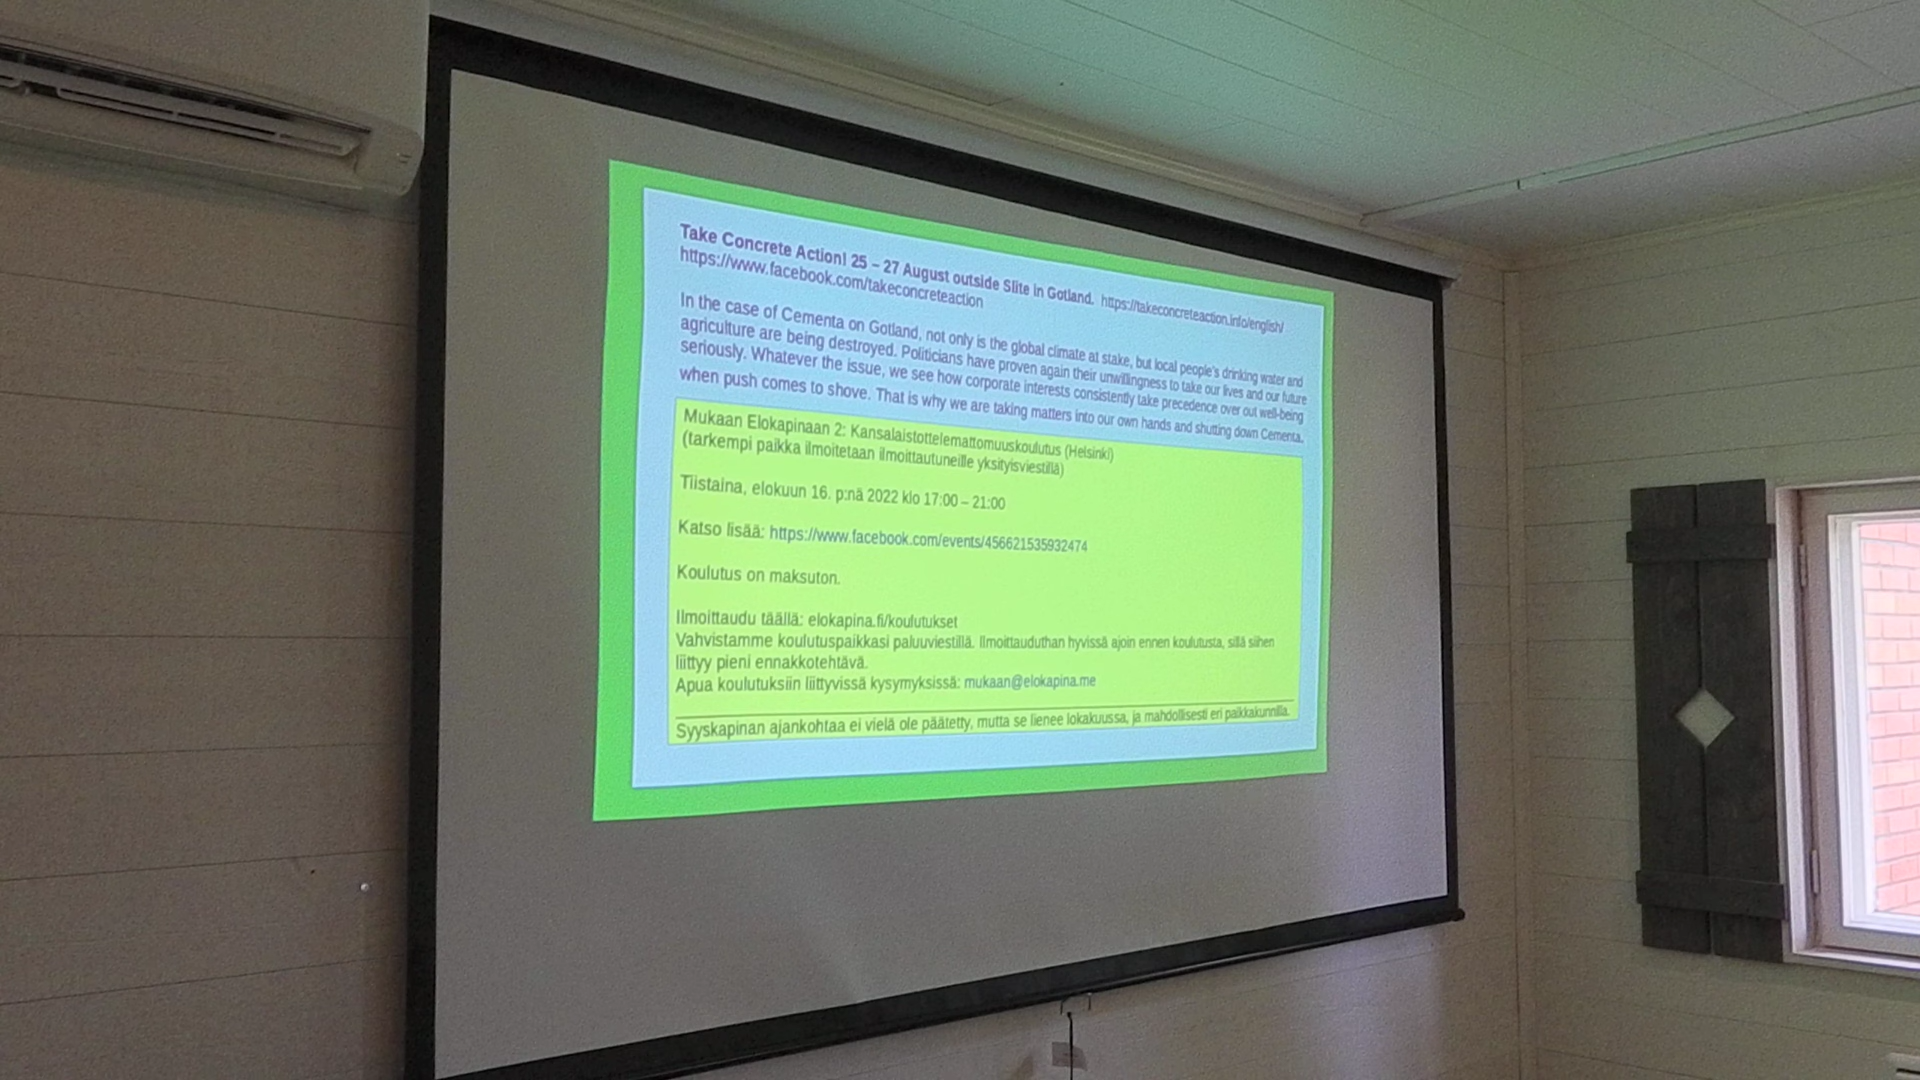 Take Concrete Action! 25 – 27 August outside Slite in Gotland. https://takeconcreteaction.info/english/
https://www.facebook.com/takeconcreteaction
In the case of Cementa on Gotland, not only is the global climate at stake, but local people's drinking water and
agriculture are being destroyed. Politicians have proven again their unwillingness to take our lives and our future
seriously. Whatever the issue, we see how corporate interests consistently take precedence over out well-being
when push comes to shove. That is why we are taking matters into our own hands and shutting down Cementa.
Mukaan Elokapinaan 2: Kansalaistottelemattomuuskoulutus (Helsinki)
(tarkempi paikka ilmoitetaan ilmoittautuneille yksityisviestillä)
Tiistaina, elokuun 16. p:nä 2022 klo 17:00 – 21:00
Katso lisää: https://www.facebook.com/events/456621535932474
Koulutus on maksuton.
Ilmoittaudu täällä: elokapina.fi/koulutukset
Vahvistamme koulutuspaikkasi paluuviestillä. Ilmoittauduthan hyvissä ajoin ennen koulutusta, sillä siihen
liittyy pieni ennakkotehtävä.
Apua koulutuksiin liittyvissä kysymyksissä: mukaan@elokapina.me
Syyskapinan ajankohtaa ei vielä ole päätetty, mutta se lienee lokakuussa, ja mahdollisesti eri paikkakunnilla.